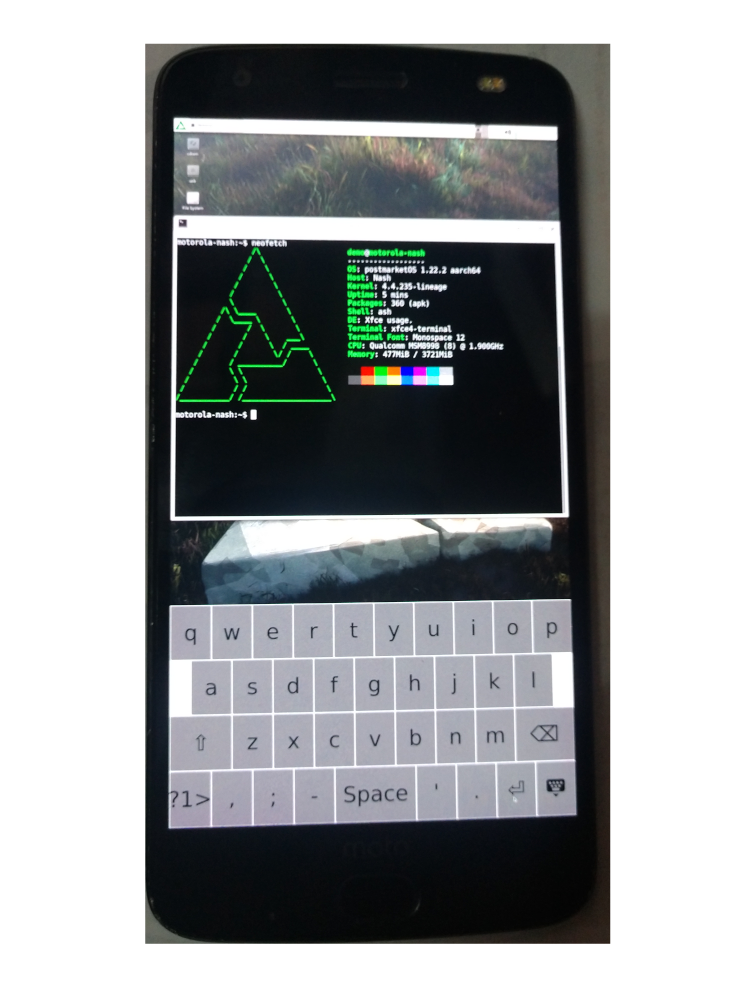 File System
motorola-nash:~$ neofetch
demo@motorola-nash
------------------
OS: postmarketOS 1.22.2 aarch64
Host: Nash
Kernel: 4.4.235-lineage
Uptime: 5 mins
Packages: 360 (apk)
Shell: ash
DE: Xfce usage.
Terminal: xfce4-terminal
Terminal Font: Monospace 12
CPU: Qualcomm MSM8998 (8) @ 1.900GHz
Memory: 477MiB / 3721MiB
motorola-nash:~$
q w e r t y u i o p
a s d f g h j k l
⇧ z x c v b n m ⌫
?1> , ; - Space ' . ⏎
moto